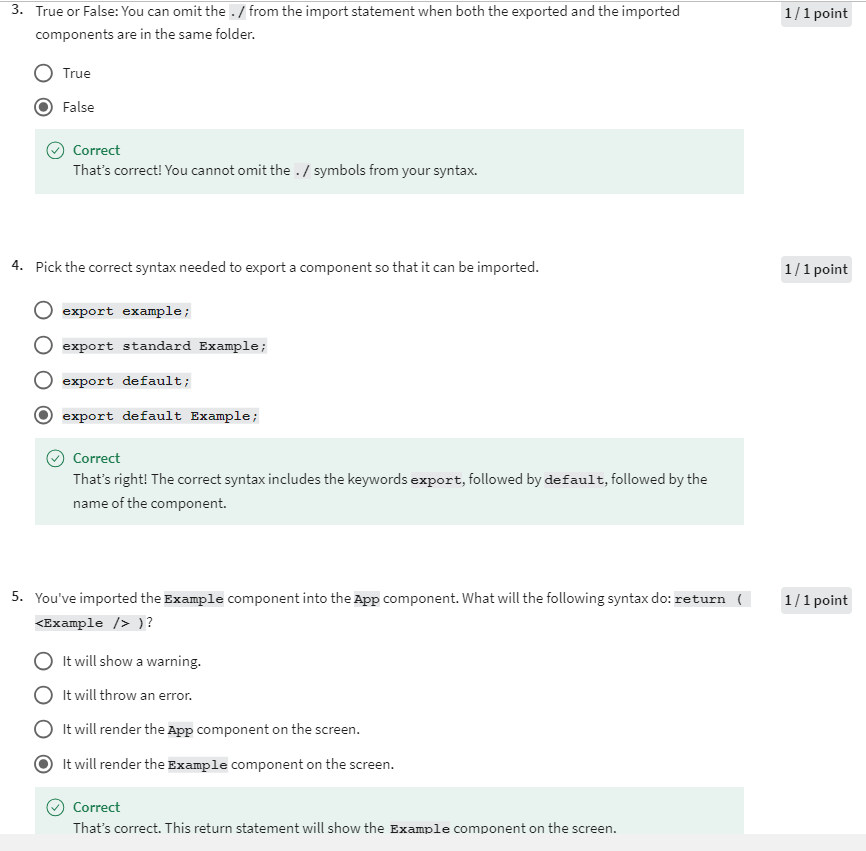 3. True or False: You can omit the ./ from the import statement when both the exported and the imported
components are in the same folder.
1 / 1 point
True
False
Correct
That's correct! You cannot omit the ./ symbols from your syntax.
4. Pick the correct syntax needed to export a component so that it can be imported.
1 / 1 point
export example;
export standard Example;
export default;
export default Example;
Correct
That's right! The correct syntax includes the keywords export, followed by default, followed by the
name of the component.
5. You've imported the Example component into the App component. What will the following syntax do: return (
<Example /> )?
1 / 1 point
It will show a warning.
It will throw an error.
It will render the App component on the screen.
It will render the Example component on the screen.
Correct
That's correct. This return statement will show the Example component on the screen.